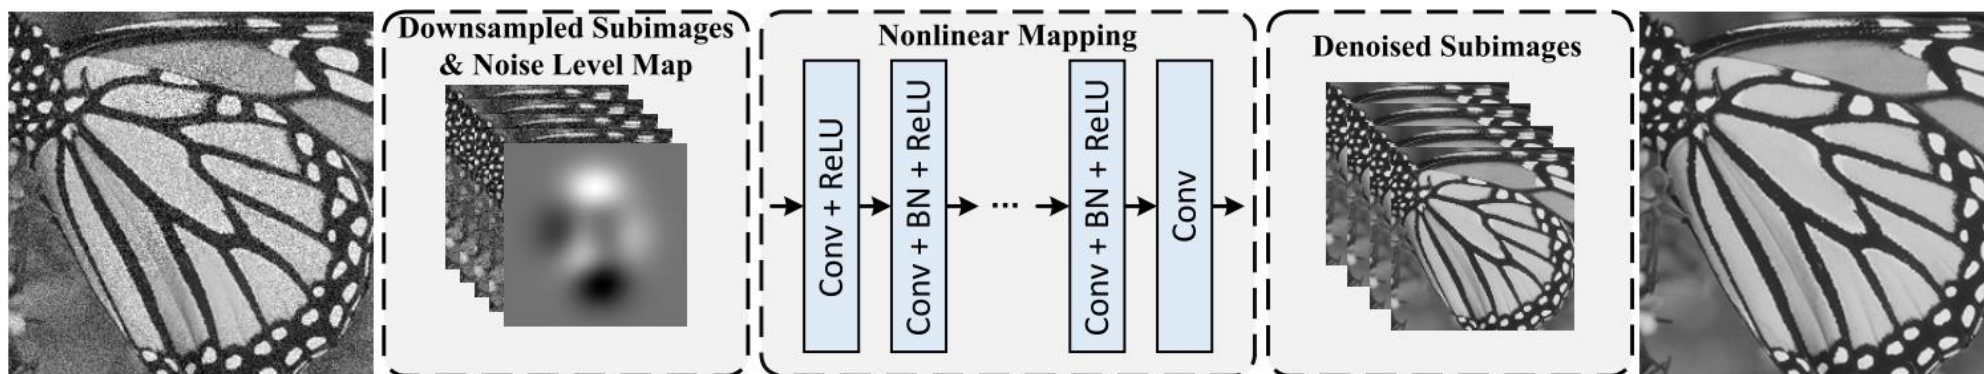 Downsampled Subimages
& Noise Level Map
Nonlinear Mapping
Conv + ReLU
Conv + BN + ReLU
...
Conv + BN + ReLU
Conv
Denoised Subimages